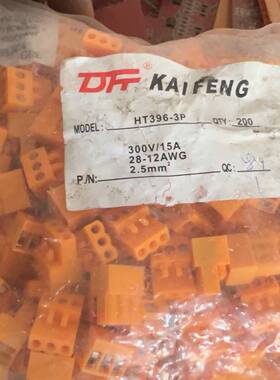 KAIFENG
MODEL: HT396-3P QTY: 200
300V/15A
28-12AWG
2.5mm²
P/N: QC: